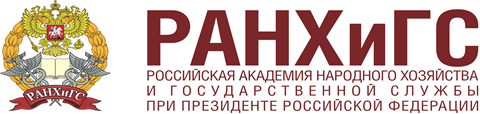 РАНХиГС
РАНХиГС
РОССИЙСКАЯ АКАДЕМИЯ НАРОДНОГО ХОЗЯЙСТВА
И ГОСУДАРСТВЕННОЙ СЛУЖБЫ
ПРИ ПРЕЗИДЕНТЕ РОССИЙСКОЙ ФЕДЕРАЦИИ